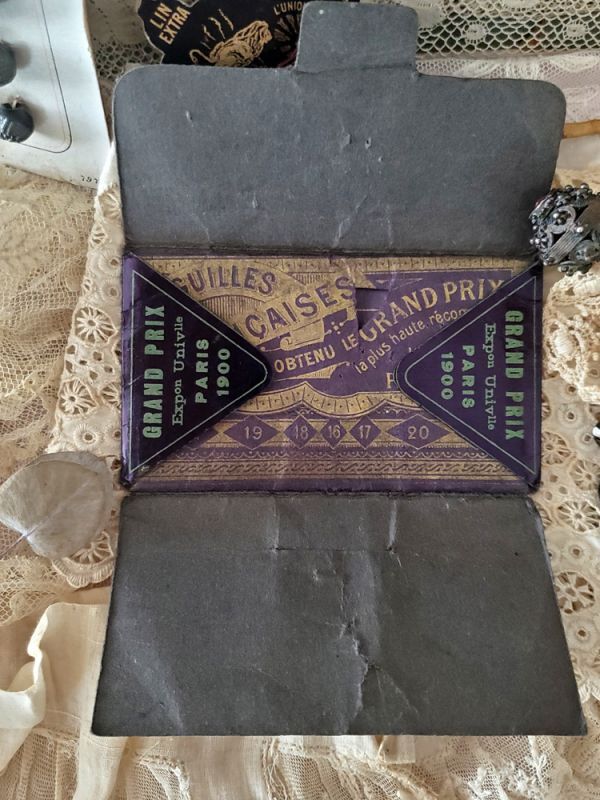 LIN
EXTRA
L'UNIO
GUILLES
ÇAISES
OBTENU LE GRAND PRIX
la plus haute récom
GRAND PRIX
Expon Univlle
PARIS
1900
GRAND PRIX
Expon Univlle
PARIS
1900
19 18 16 17 20